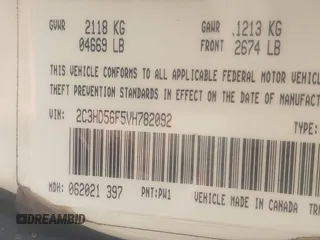 GVWR 2118 KG GAWR 1213 KG
04669 LB FRONT 2674 LB
THIS VEHICLE CONFORMS TO ALL APPLICABLE FEDERAL MOTOR VEHICL
THEFT PREVENTION STANDARDS IN EFFECT ON THE DATE OF MANUFACT
VIN: 2C3HD56F5VH782092 TYPE:
MDH: 062021 397 PNT:PW1 VEHICLE MADE IN CANADA TR
DREAMBID